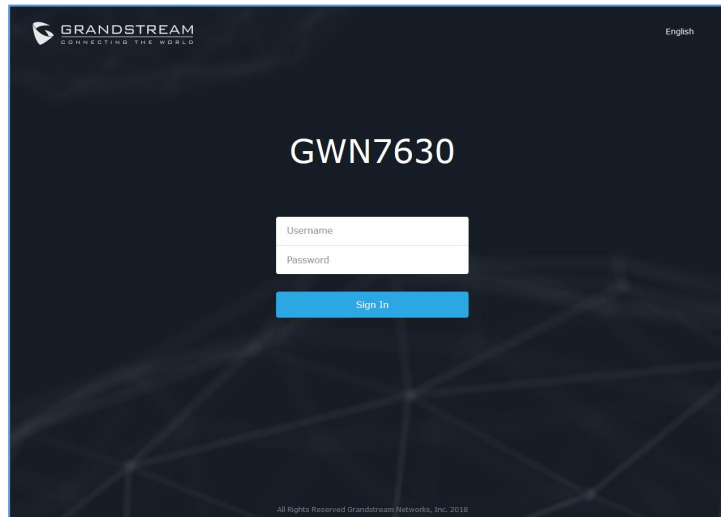 GRANDSTREAM
CONNECTING THE WORLD
English
GWN7630
Username
Password
Sign In
All Rights Reserved Grandstream Networks, Inc. 2018